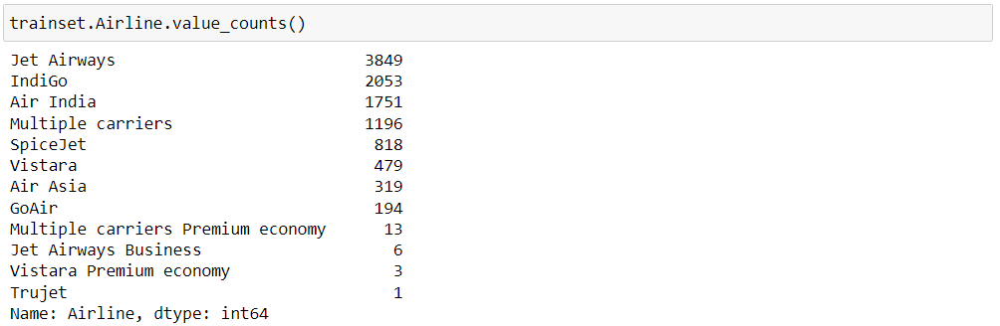 trainset.Airline.value_counts()
Jet Airways                          3849
IndiGo                               2053
Air India                            1751
Multiple carriers                    1196
SpiceJet                              818
Vistara                               479
Air Asia                              319
GoAir                                 194
Multiple carriers Premium economy      13
Jet Airways Business                    6
Vistara Premium economy                 3
Trujet                                  1
Name: Airline, dtype: int64